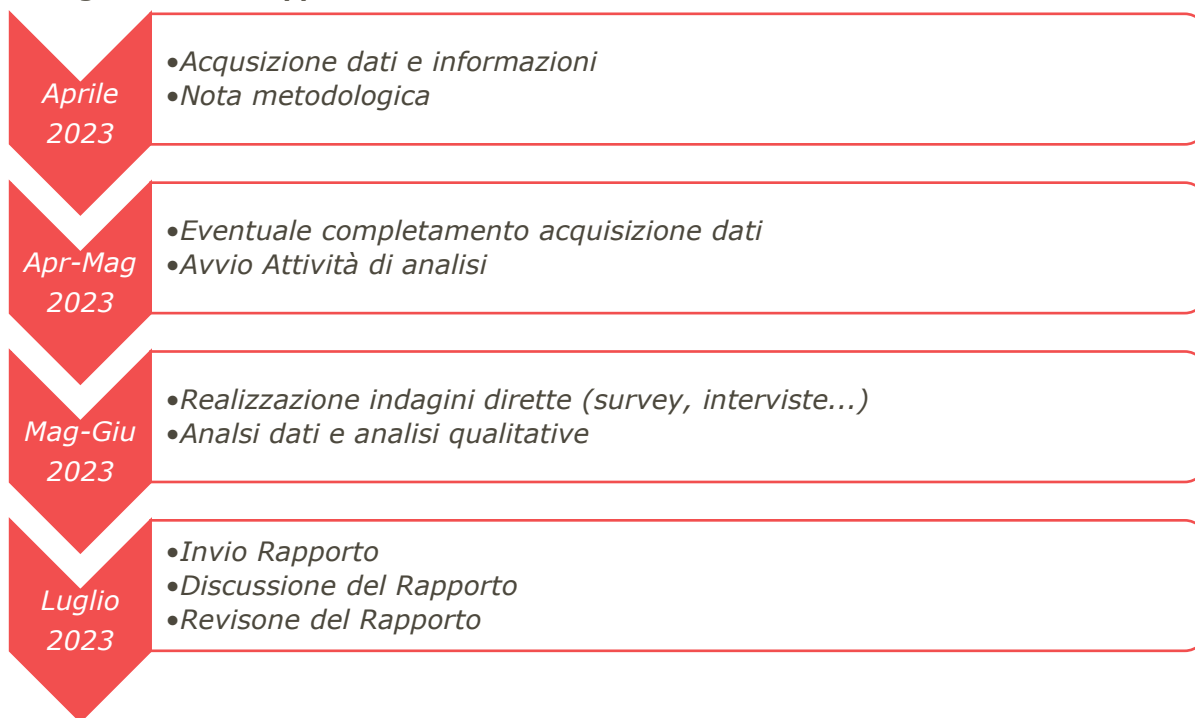 Aprile
2023
•Acqusizione dati e informazioni
•Nota metodologica
Apr-Mag
2023
•Eventuale completamento acquisizione dati
•Avvio Attività di analisi
Mag-Giu
2023
•Realizzazione indagini dirette (survey, interviste...)
•Analsi dati e analisi qualitative
Luglio
2023
•Invio Rapporto
•Discussione del Rapporto
•Revisone del Rapporto